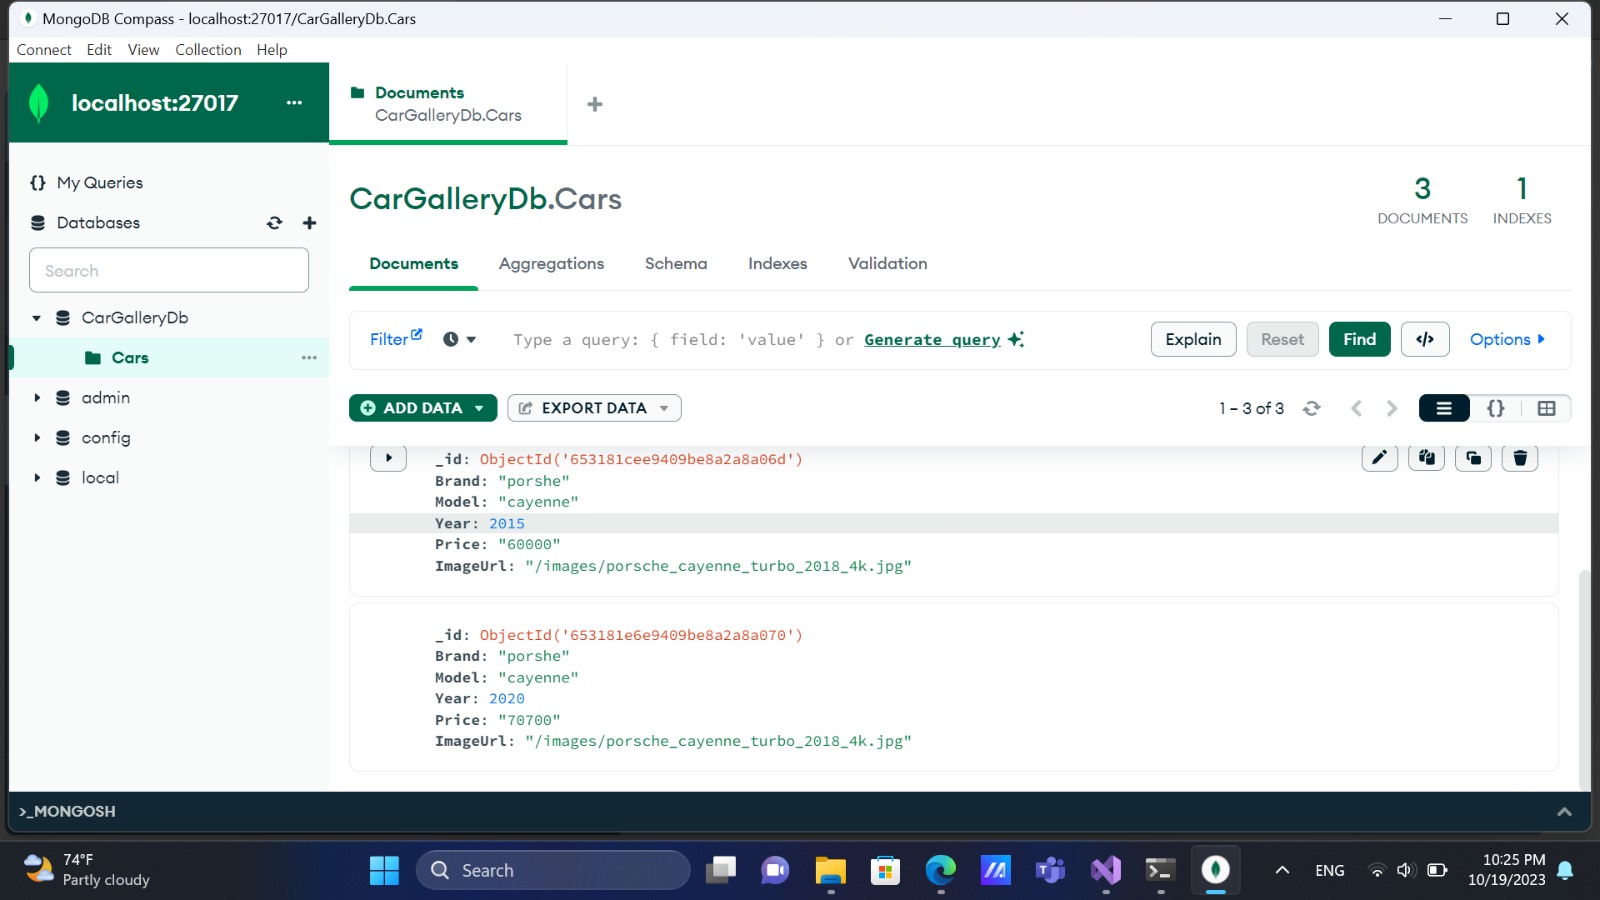 MongoDB Compass - localhost:27017/CarGalleryDb.Cars
Connect Edit View Collection Help
localhost:27017 ...
Documents
CarGalleryDb.Cars
My Queries
Databases
Search
CarGalleryDb
Cars
admin
config
local
CarGalleryDb.Cars
3
DOCUMENTS
1
INDEXES
Documents Aggregations Schema Indexes Validation
Filter Type a query: { field: 'value' } or Generate query Explain Reset Find </> Options
ADD DATA EXPORT DATA 1 – 3 of 3 {}
_id: ObjectId('653181cee9409be8a2a8a06d')
Brand: "porshe"
Model: "cayenne"
Year: 2015
Price: "60000"
ImageUrl: "/images/porsche_cayenne_turbo_2018_4k.jpg"
_id: ObjectId('653181e6e9409be8a2a8a070')
Brand: "porshe"
Model: "cayenne"
Year: 2020
Price: "70700"
ImageUrl: "/images/porsche_cayenne_turbo_2018_4k.jpg"
>_MONGOSH
74°F
Partly cloudy
Search
ENG
10:25 PM
10/19/2023